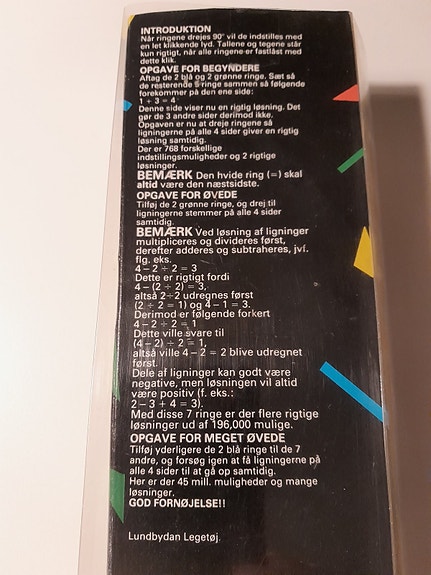 INTRODUKTION
Når ringene drejes 90° vil de indstilles med
en let klikkende lyd. Tallene og tegene står
kun rigtigt, når alle ringene er fastlåst med
dette klik.
OPGAVE FOR BEGYNDERE
Aftag de 2 blå og 2 grønne ringe. Sæt så
de resterende 5 ringe sammen så følgende
forekommer på den ene side:
1 + 3 = 4
Denne side viser nu en rigtig løsning. Det
gør de 3 andre sider derimod ikke.
Opgaven er nu at dreje ringene så
ligningerne på alle 4 sider giver en rigtig
løsning samtidig.
Der er 768 forskellige
indstillingsmuligheder og 2 rigtige
løsninger.
BEMÆRK Den hvide ring (=) skal
altid være den næstsidste.
OPGAVE FOR ØVEDE
Tilføj de 2 grønne ringe, og drej til
ligningerne stemmer på alle 4 sider
samtidig.
BEMÆRK Ved løsning af ligninger
multipliceres og divideres først,
derefter adderes og subtraheres, jvf.
flg. eks.
4 – 2 ÷ 2 = 3
Dette er rigtigt fordi
4 – (2 ÷ 2) = 3,
altså 2÷2 udregnes først
(2 ÷ 2 = 1) og 4 – 1 = 3.
Derimod er følgende forkert
4 – 2 ÷ 2 = 1
Dette ville svare til
(4 – 2) ÷ 2 = 1,
altså ville 4 – 2 = 2 blive udregnet
først.
Dele af ligninger kan godt være
negative, men løsningen vil altid
være positiv (f. eks.:
2 – 3 + 4 = 3).
Med disse 7 ringe er der flere rigtige
løsninger ud af 196,000 mulige.
OPGAVE FOR MEGET ØVEDE
Tilføj yderligere de 2 blå ringe til de 7
andre, og forsøg igen at få ligningerne på
alle 4 sider til at gå op samtidig.
Her er der 45 mill. muligheder og mange
løsninger.
GOD FORNØJELSE!!
Lundbydan Legetøj.